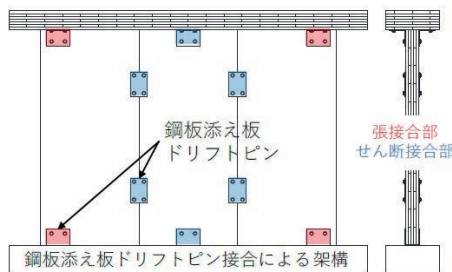 鋼板添え板
ドリフトピン
張接合部
せん断接合部
鋼板添え板ドリフトピン接合による架構